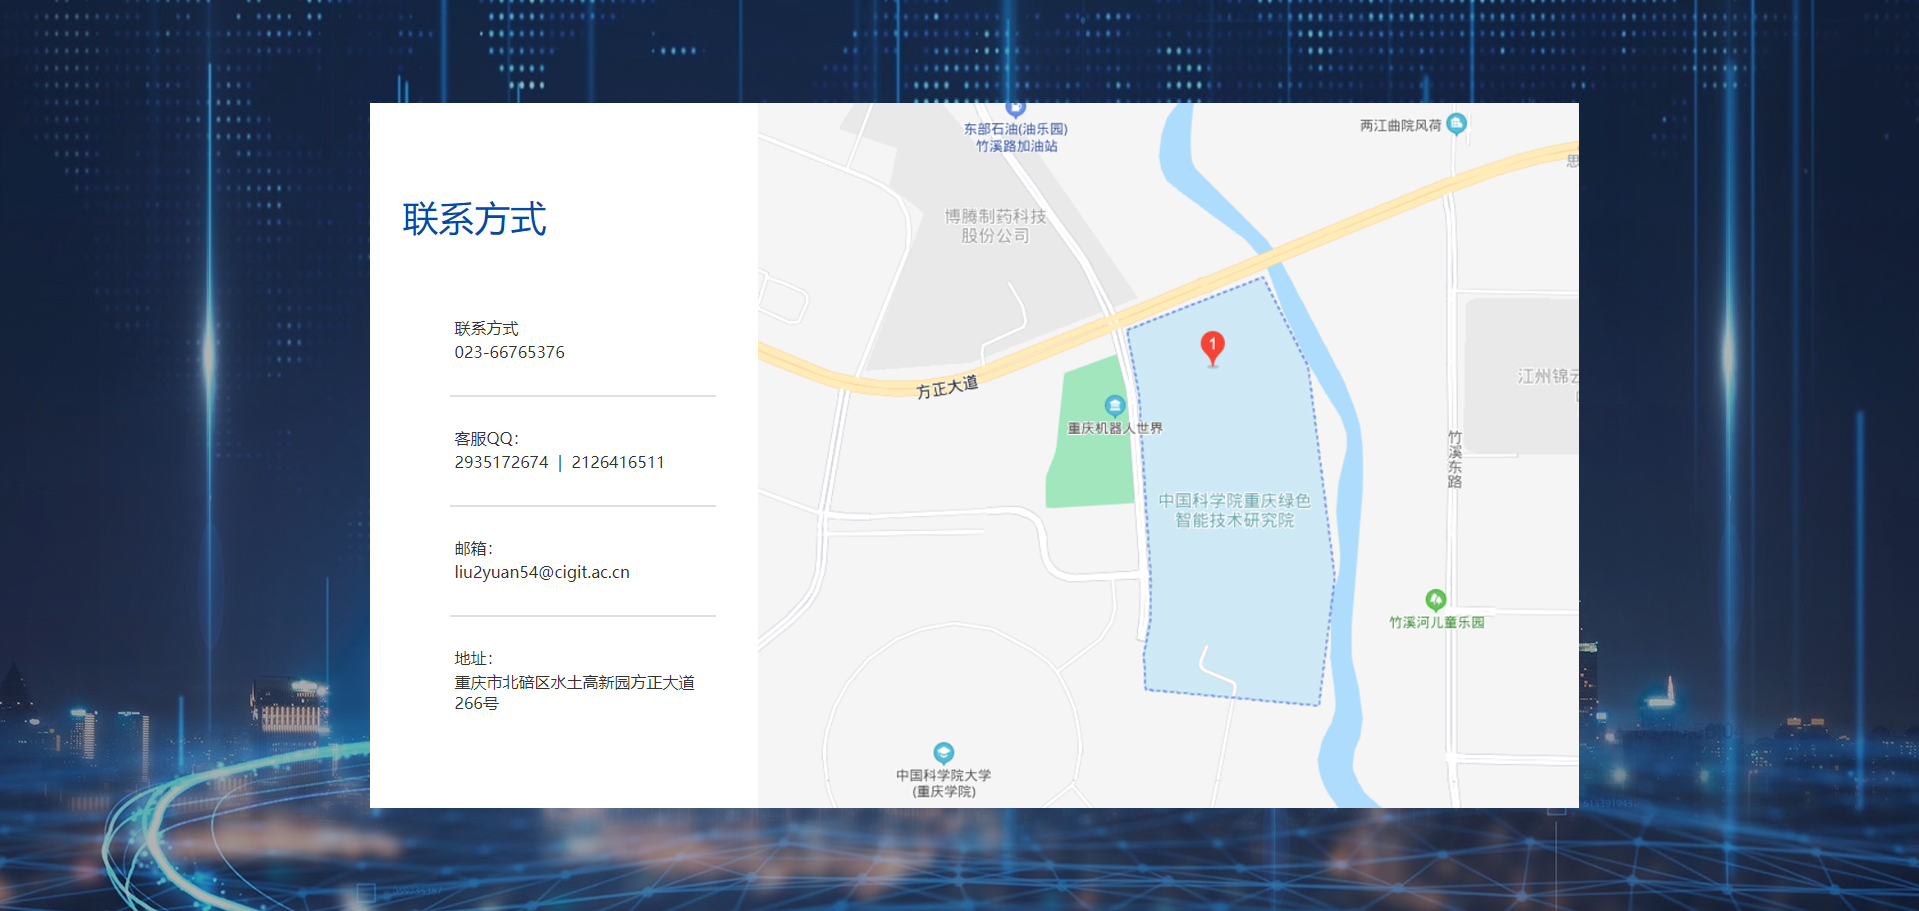 联系方式
联系方式
023-66765376
客服QQ：
2935172674 | 2126416511
邮箱：
liu2yuan54@cigit.ac.cn
地址：
重庆市北碚区水土高新园方正大道
266号
东部石油(油乐园)
竹溪路加油站
两江曲院风荷
思
博腾制药科技
股份公司
1
方正大道
江州锦云
重庆机器人世界
竹溪东路
中国科学院重庆绿色
智能技术研究院
竹溪河儿童乐园
中国科学院大学
(重庆学院)